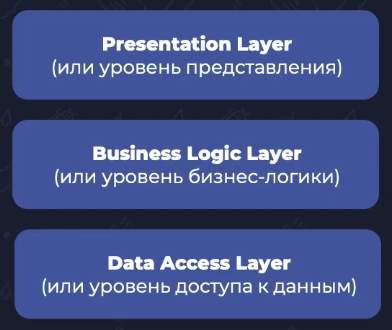 Presentation Layer
(или уровень представления)
Business Logic Layer
(или уровень бизнес-логики)
Data Access Layer
(или уровень доступа к данным)